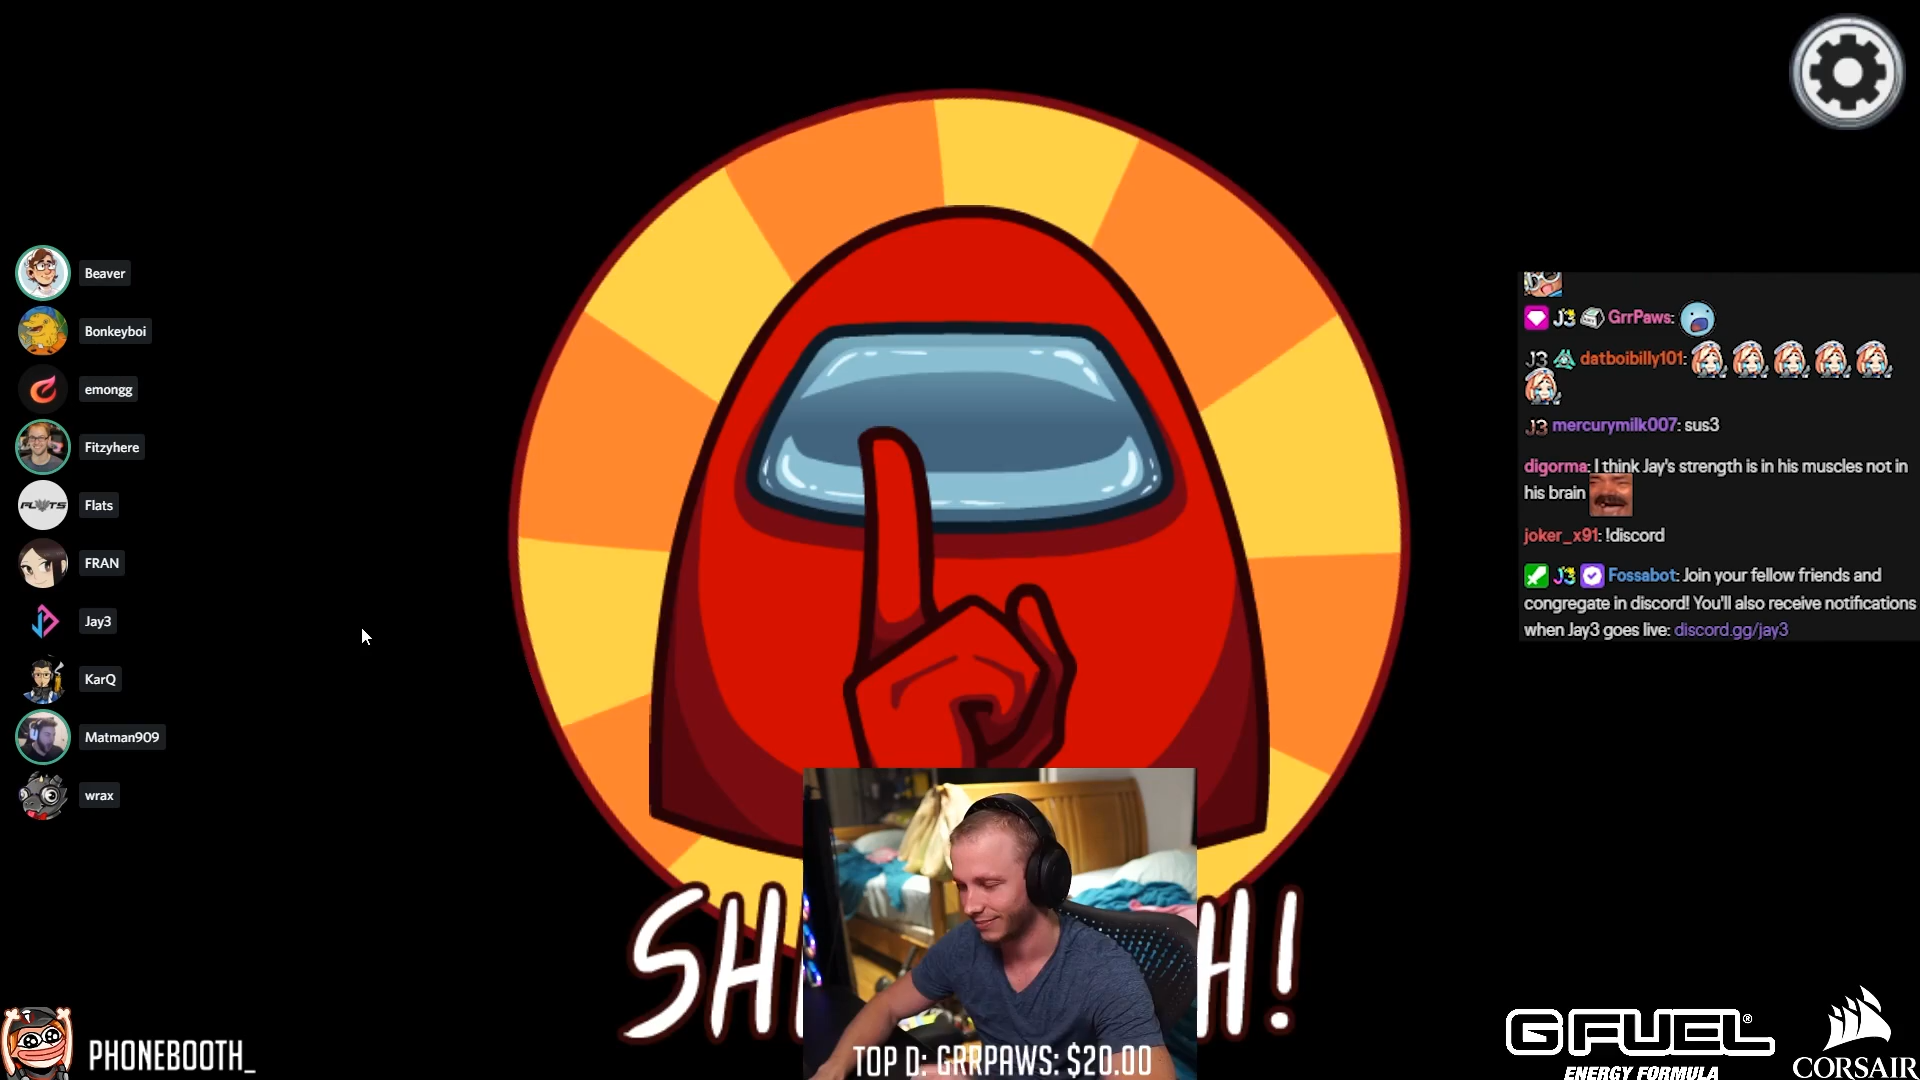 Beaver
Bonkeyboi
emongg
Fitzyhere
FLATS
Flats
FRAN
Jay3
KarQ
Matman909
wrax
PHONEBOOTH_
SH
H!
TOP D: GRRPAWS: $20.00
J3 GrrPaws:
J3 datboibilly101:
J3 mercurymilk007: sus3
digorma: I think Jay's strength is in his muscles not in
his brain
joker_x91: !discord
J3 Fossabot: Join your fellow friends and
congregate in discord! You'll also receive notifications
when Jay3 goes live: discord.gg/jay3
G FUEL®
ENERGY FORMULA
CORSAIR